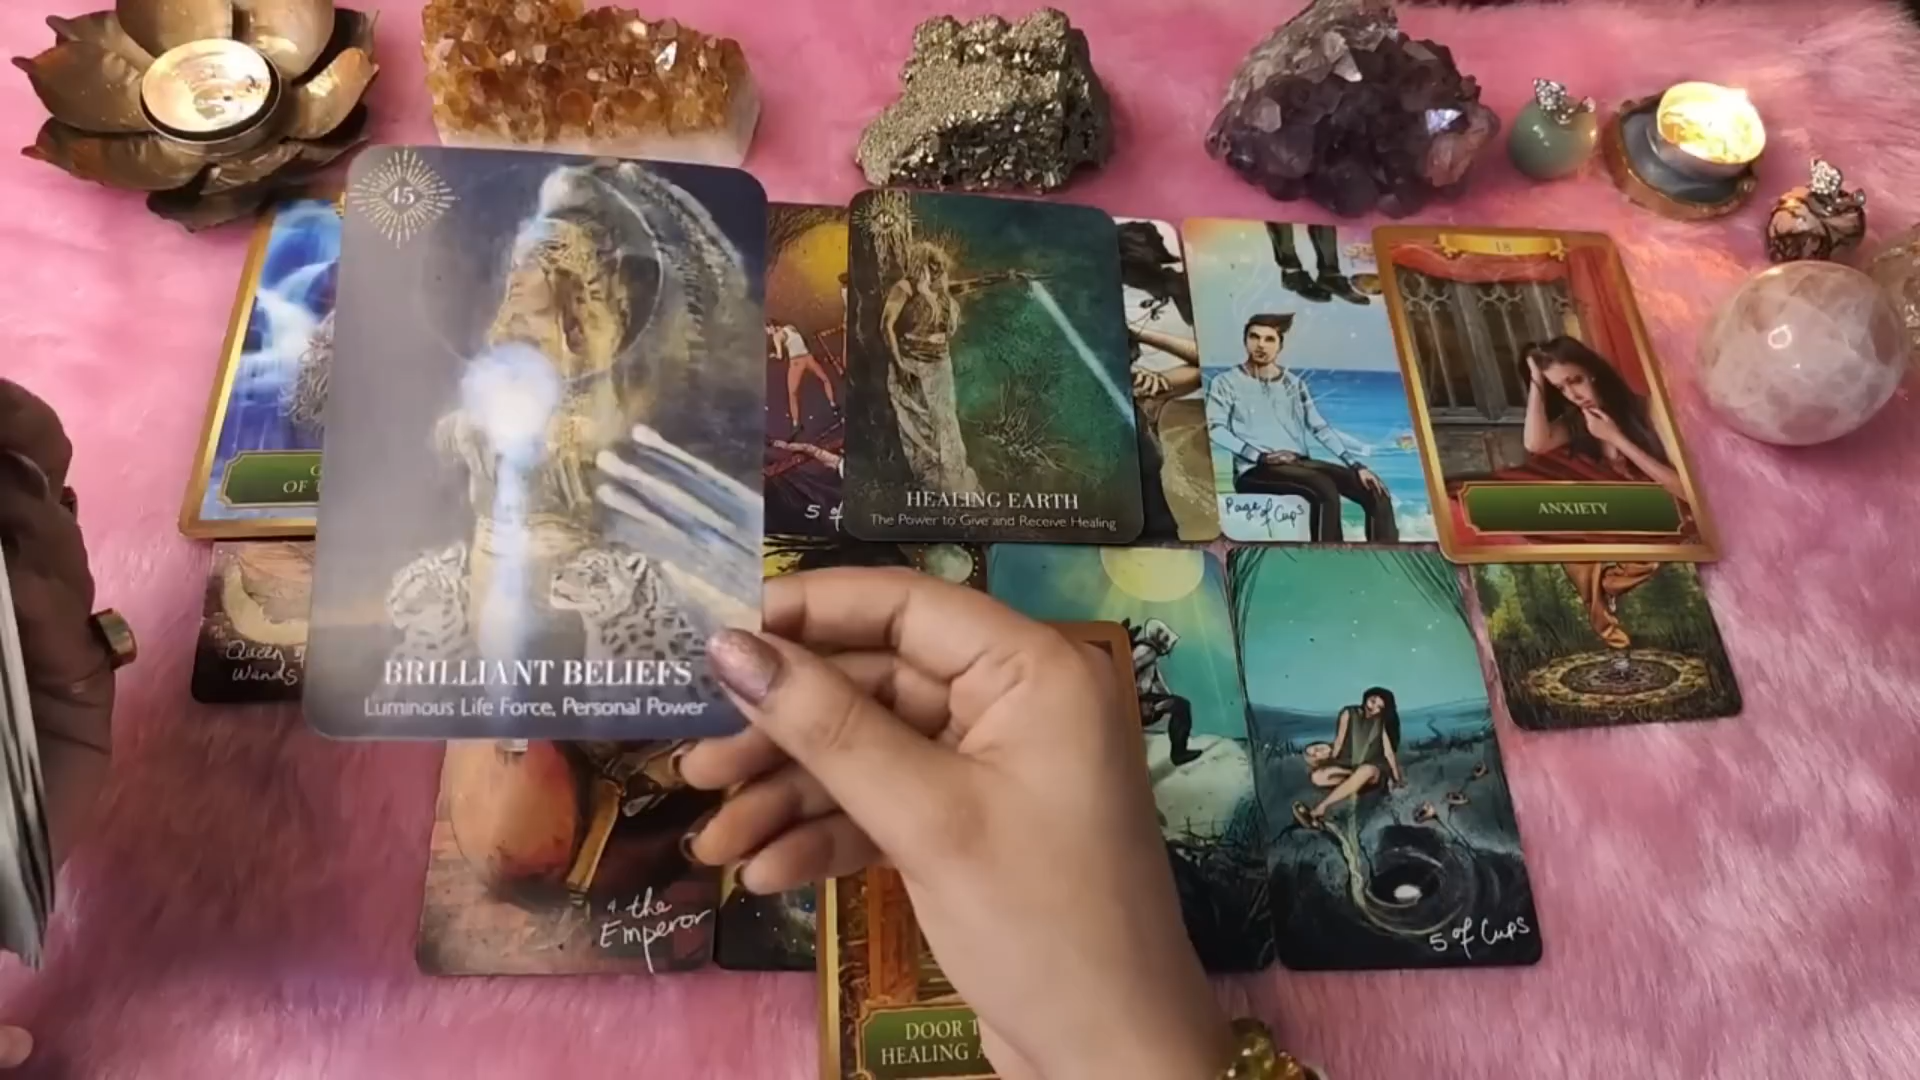 45
BRILLIANT BELIEFS
Luminous Life Force, Personal Power
5 of
HEALING EARTH
The Power to Give and Receive Healing
Page of Cups
18
ANXIETY
OF
Queen of
Wands
4. the
Emperor
DOOR
HEALING
5 of Cups